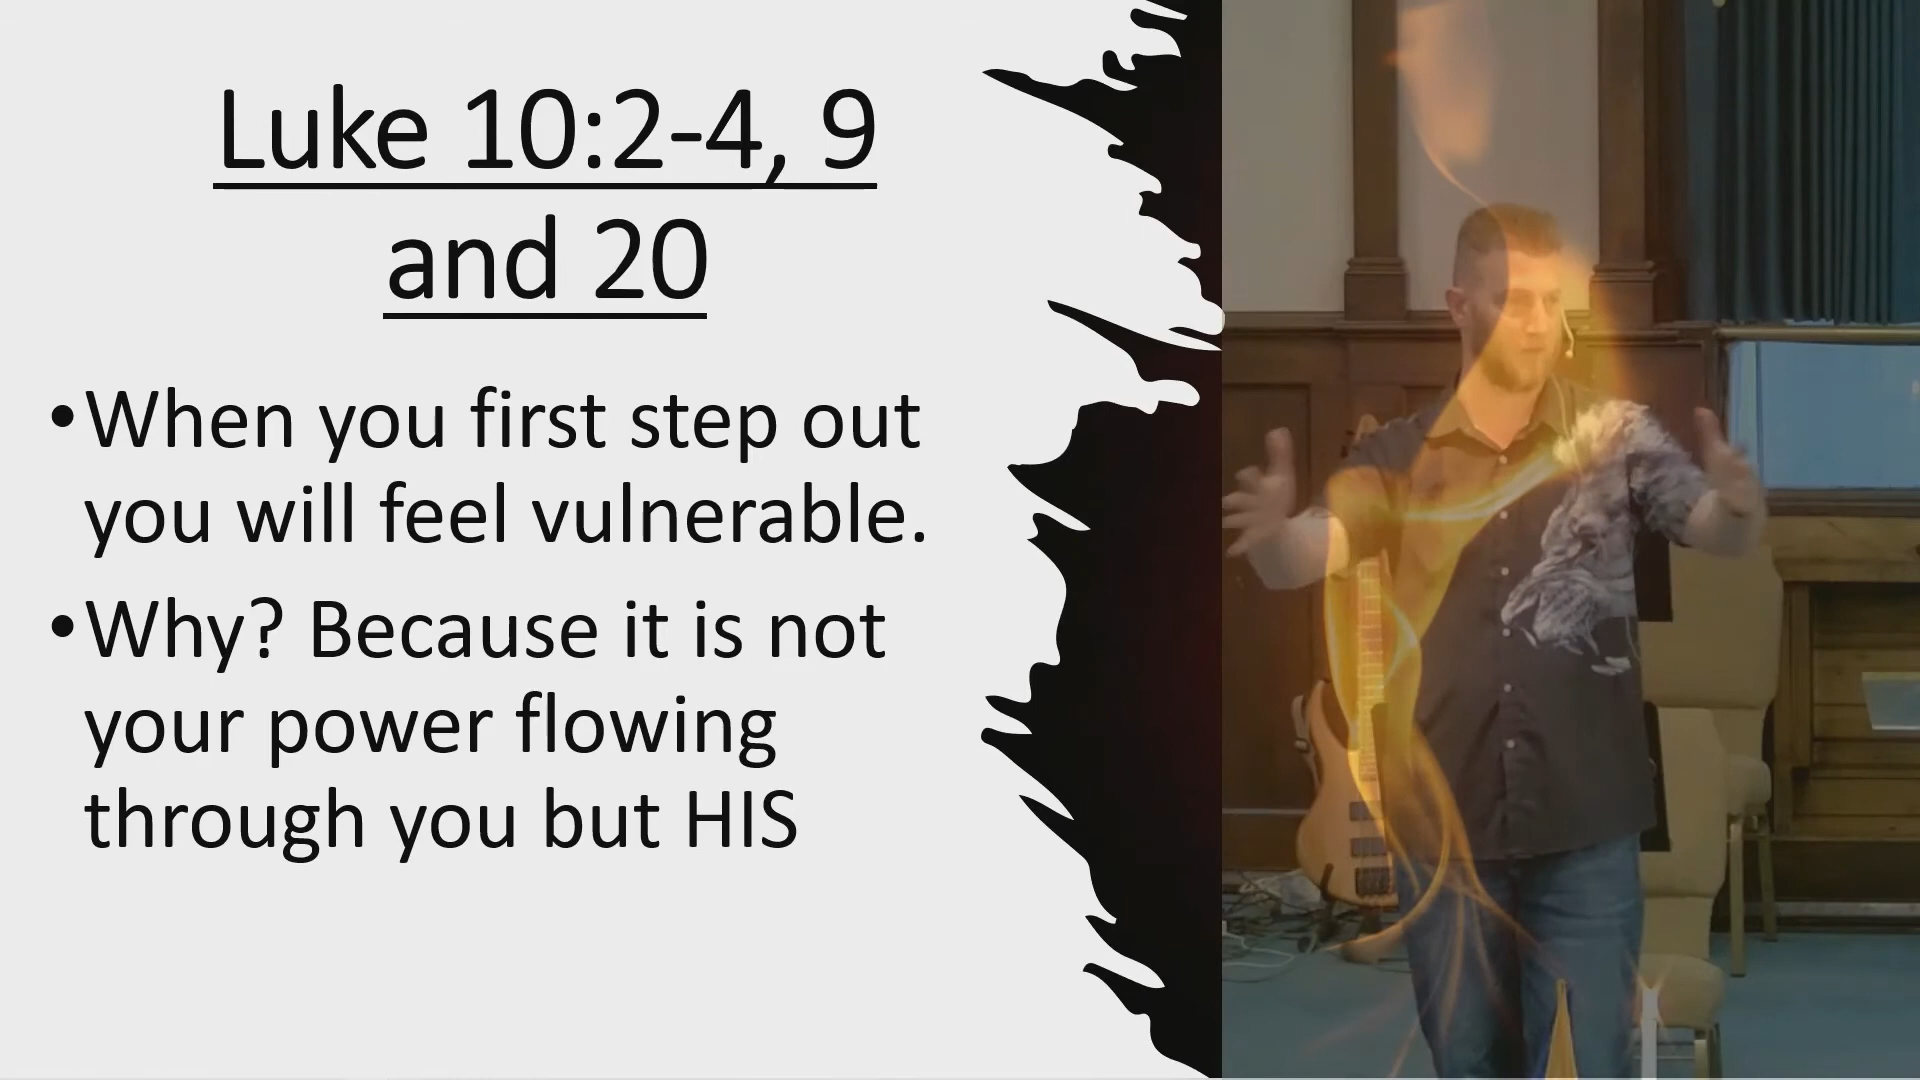 Luke 10:2-4, 9
and 20
•When you first step out
you will feel vulnerable.
•Why? Because it is not
your power flowing
through you but HIS